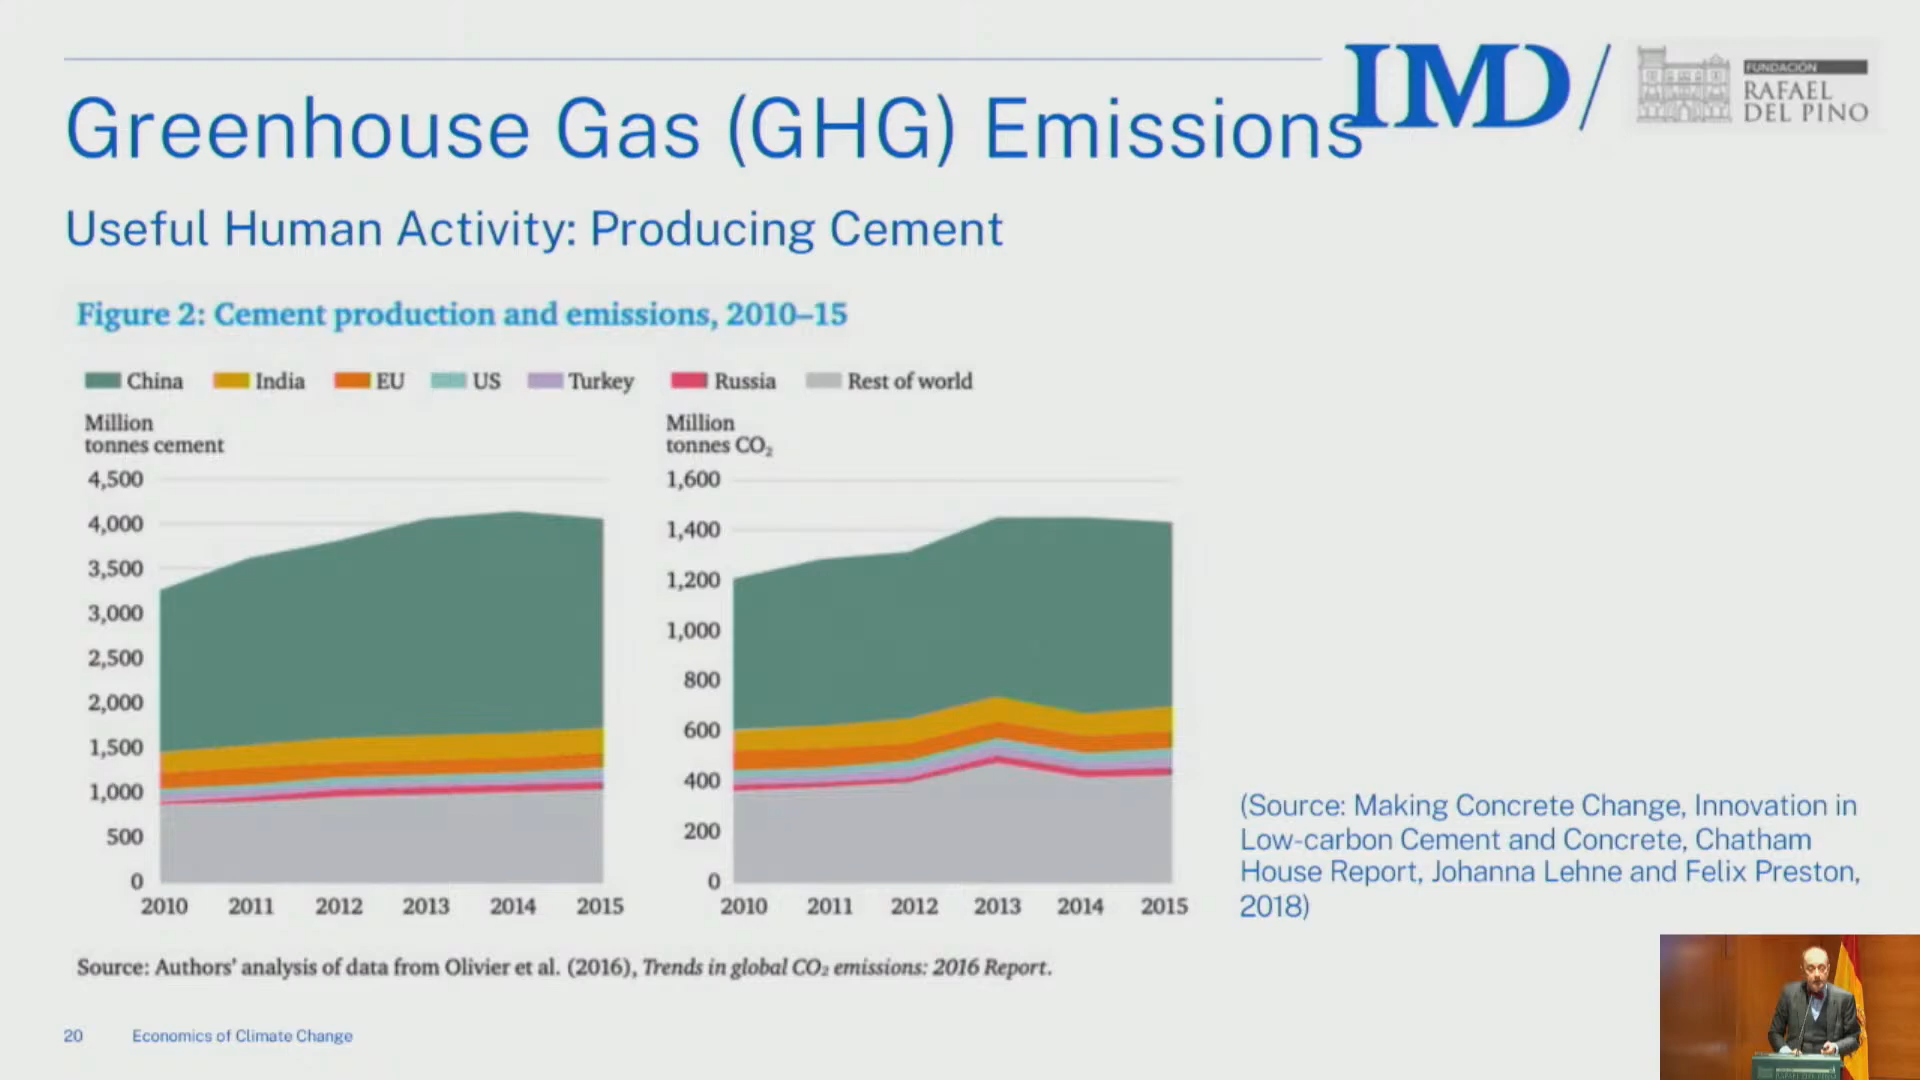 IMD
FUNDACIÓN
RAFAEL
DEL PINO
Greenhouse Gas (GHG) Emissions
Useful Human Activity: Producing Cement
Figure 2: Cement production and emissions, 2010–15
China India EU US Turkey Russia Rest of world
Million
tonnes cement
4,500
4,000
3,500
3,000
2,500
2,000
1,500
1,000
500
0
2010 2011 2012 2013 2014 2015
Million
tonnes CO₂
1,600
1,400
1,200
1,000
800
600
400
200
0
2010 2011 2012 2013 2014 2015
(Source: Making Concrete Change, Innovation in
Low-carbon Cement and Concrete, Chatham
House Report, Johanna Lehne and Felix Preston,
2018)
Source: Authors' analysis of data from Olivier et al. (2016), Trends in global CO₂ emissions: 2016 Report.
20 Economics of Climate Change
RAFAEL DEL PINO